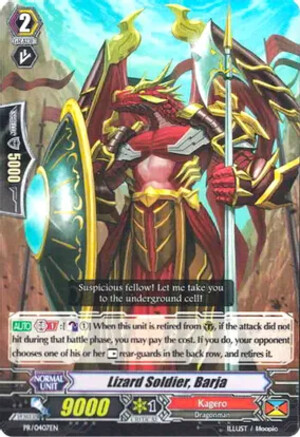 2
GRADE
5000
Suspicious fellow! Let me take you
to the underground cell!
AUTO When this unit is retired from, if the attack did not
hit during that battle phase, you may pay the cost. If you do, your opponent
chooses one of his or her rear-guards in the back row, and retires it.
NORMAL
UNIT
Lizard Soldier, Barja
POWER
9000
1
CRITICAL
Kagero
Dragonman
PR/0407EN
ILLUST / Moopic